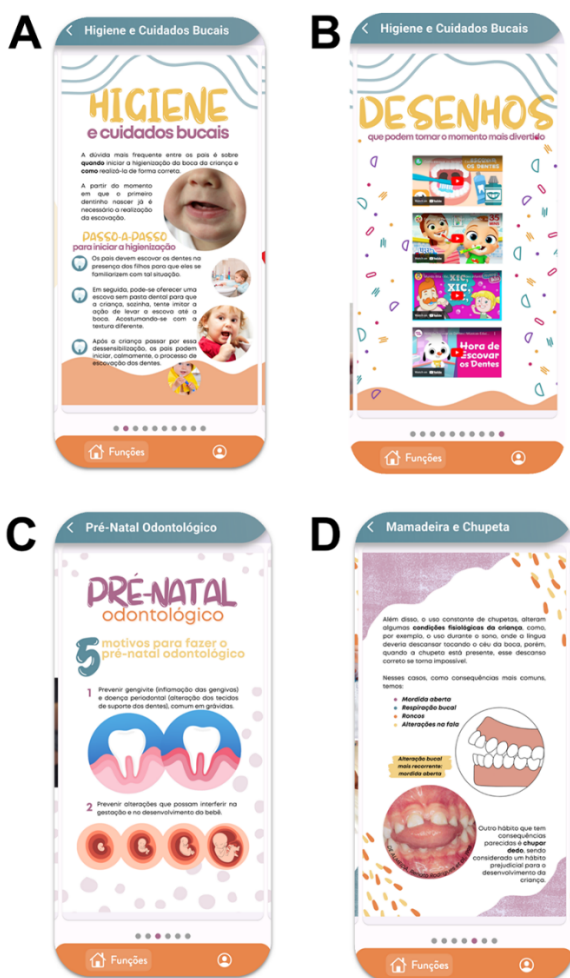 A
Higiene e Cuidados Bucais
HIGIENE
e cuidados bucais
A dúvida mais frequente entre os pais é sobre
quando iniciar a higienização da boca da criança e
como realizá-la de forma correta.
A partir do momento
em que o primeiro
dentinho nascer já é
necessário a realização
da escovação.
PASSO-A-PASSO
para iniciar a higienização
Os pais devem escovar os dentes na
presença dos filhos para que eles se
familiarizem com tal situação.
Em seguida, pode-se oferecer uma
escova sem pasta dental para que
a criança, sozinha, tente imitar a
ação de levar a escova até a
boca. Acostumando-se com a
textura diferente.
Após a criança passar por essa
dessensibilização, os pais podem
iniciar, calmamente, o processo de
escovação dos dentes.
Funções
B
Higiene e Cuidados Bucais
DESENHOS
que podem tornar o momento mais divertido
OS DENTES
35
XIC,
XIC,
Hora de
Escovar
os Dentes
Funções
C
Pré-Natal Odontológico
PRÉ-NATAL
odontológico
5 motivos para fazer o
pré-natal odontológico
1 Prevenir gengivite (inflamação das gengivas)
e doença periodontal (alteração dos tecidos
de suporte dos dentes), comum em grávidas.
2 Prevenir alterações que possam interferir na
gestação e no desenvolvimento do bebê.
Funções
D
Mamadeira e Chupeta
Além disso, o uso constante de chupetas, alteram
algumas condições fisiológicas da criança, como,
por exemplo, o uso durante o sono, onde a língua
deveria descansar tocando o céu da boca, porém,
quando a chupeta está presente, esse descanso
correto se torna impossível.
Nesses casos, como consequências mais comuns,
temos:
Mordida aberta
Respiração bucal
Roncos
Alterações na fala
Alteração bucal
mais recorrente:
mordida aberta
Outro hábito que tem
consequências
parecidas é chupar
dedo, sendo
considerado um hábito
prejudicial para o
desenvolvimento da
criança.
Funções